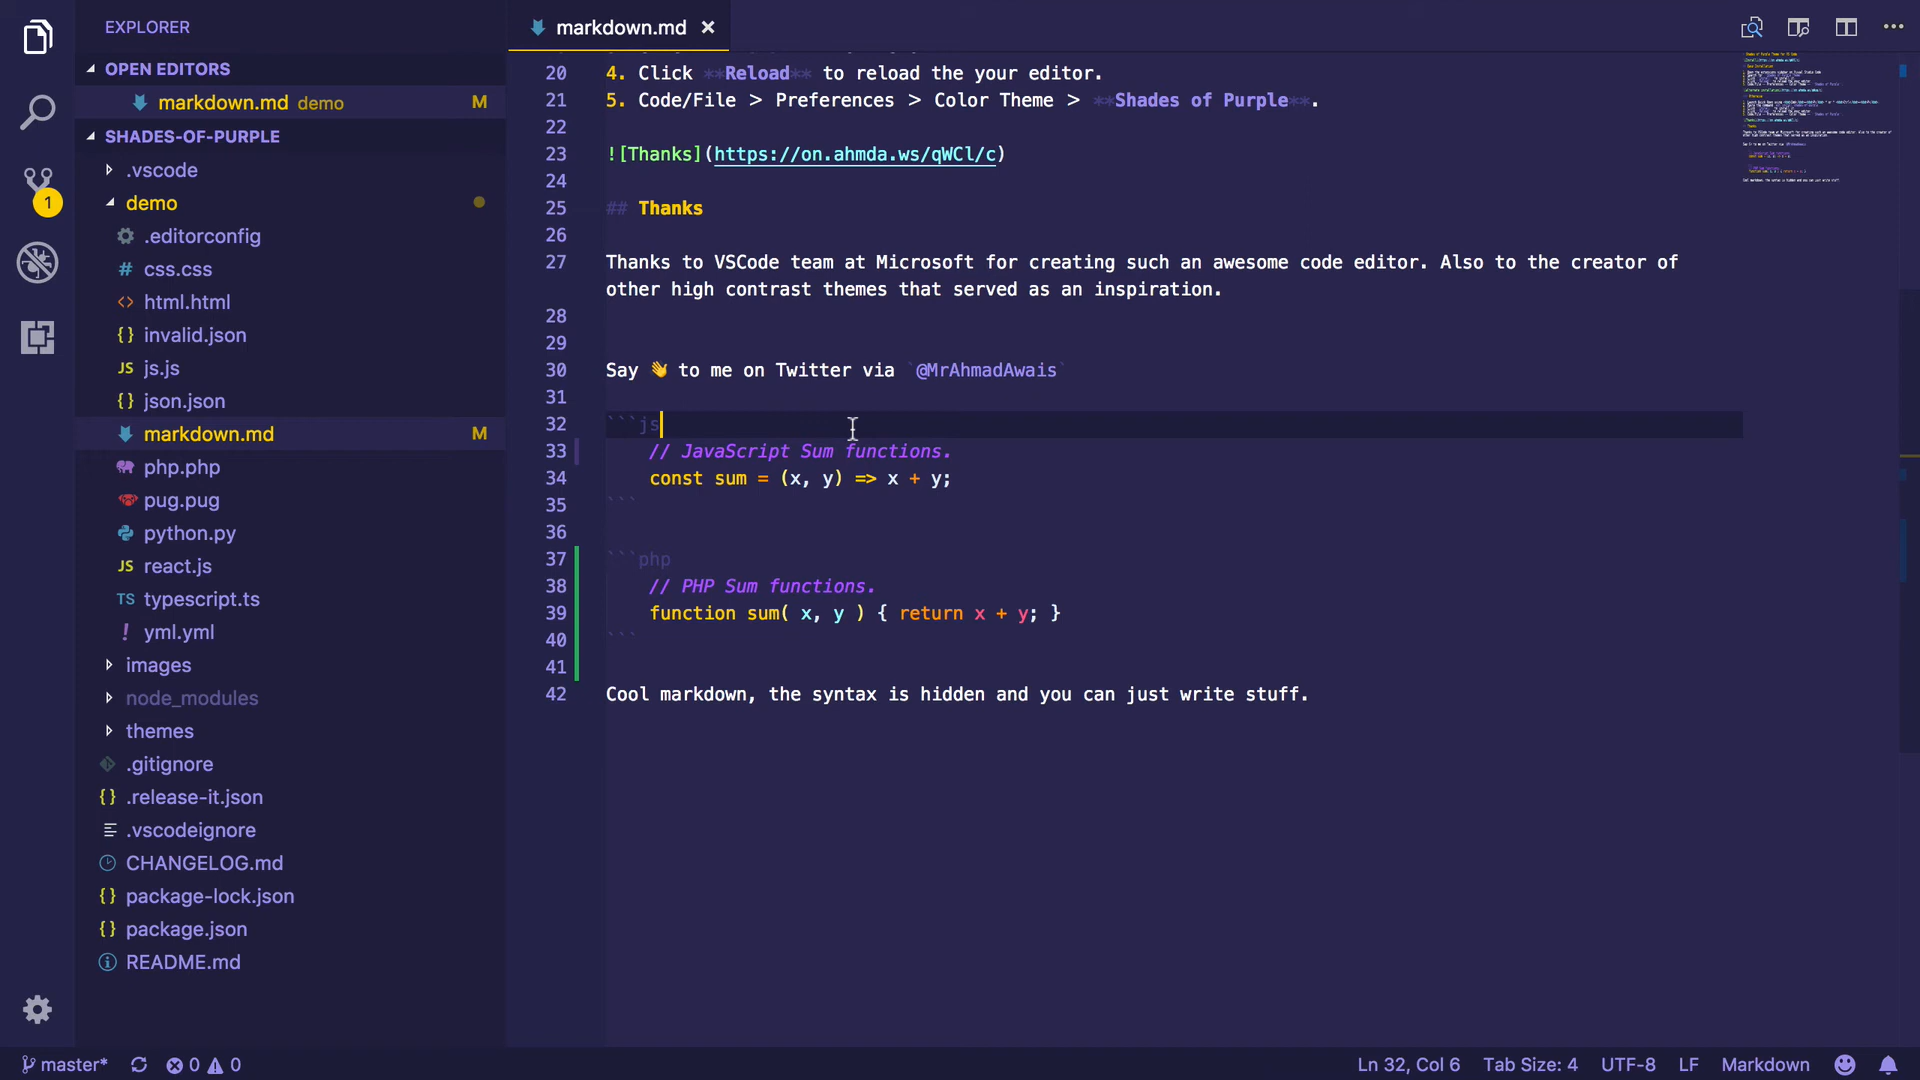 EXPLORER
OPEN EDITORS
markdown.md demo M
SHADES-OF-PURPLE
.vscode
demo
.editorconfig
# css.css
<> html.html
{} invalid.json
JS js.js
{} json.json
markdown.md M
php.php
pug.pug
python.py
JS react.js
TS typescript.ts
! yml.yml
images
node_modules
themes
.gitignore
{} .release-it.json
.vscodeignore
CHANGELOG.md
{} package-lock.json
{} package.json
README.md
1
markdown.md
20 4. Click **Reload** to reload the your editor.
21 5. Code/File > Preferences > Color Theme > **Shades of Purple**.
22
23 ![Thanks](https://on.ahmda.ws/qWCl/c)
24
25 ## Thanks
26
27 Thanks to VSCode team at Microsoft for creating such an awesome code editor. Also to the creator of
other high contrast themes that served as an inspiration.
28
29
30 Say 👋 to me on Twitter via `@MrAhmadAwais`
31
32 ```js
33 // JavaScript Sum functions.
34 const sum = (x, y) => x + y;
35 ```
36
37 ```php
38 // PHP Sum functions.
39 function sum( x, y ) { return x + y; }
40 ```
41
42 Cool markdown, the syntax is hidden and you can just write stuff.
master* 0 0 Ln 32, Col 6 Tab Size: 4 UTF-8 LF Markdown